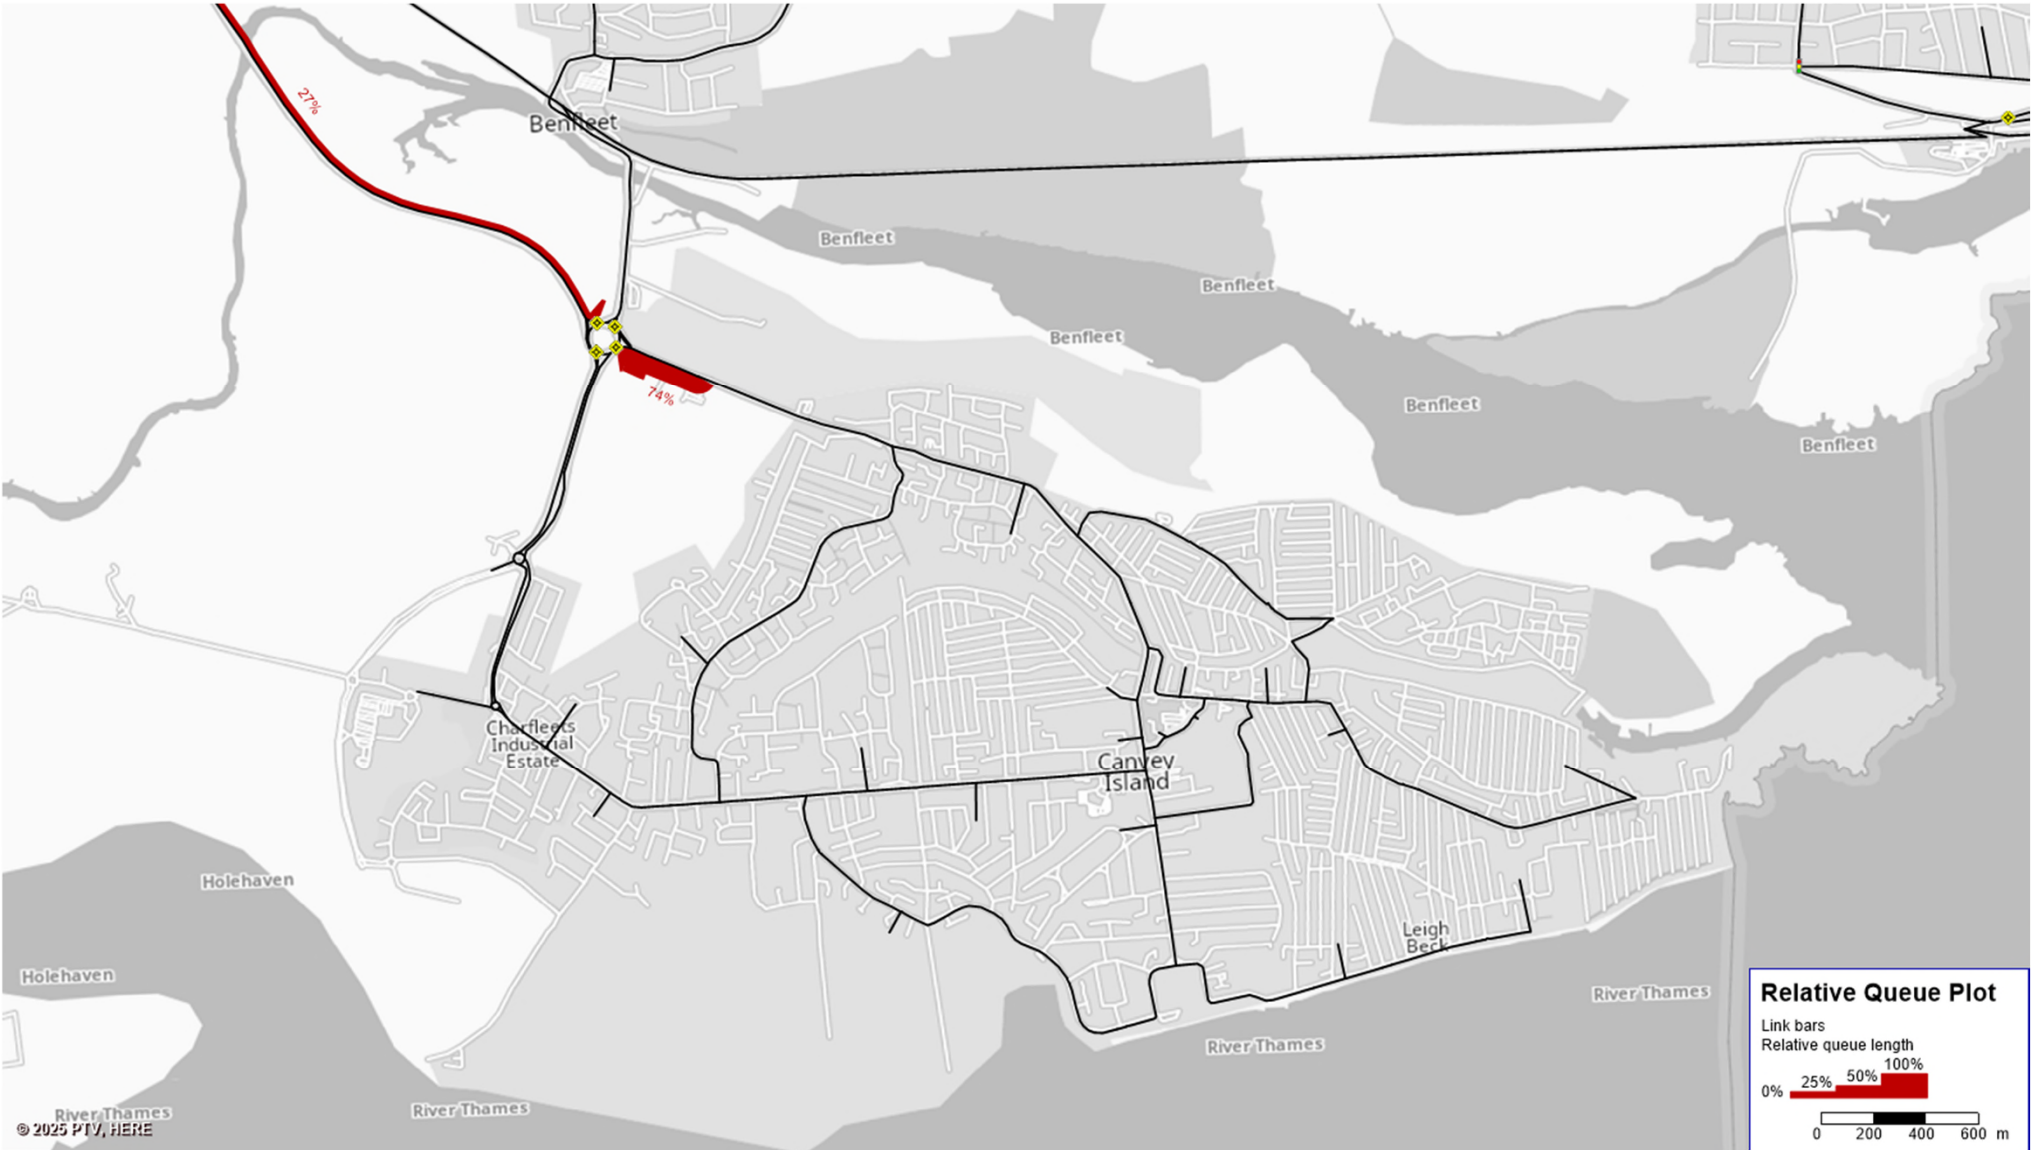 27%
Benfleet
Benfleet
Benfleet
Benfleet
74%
Benfleet
Benfleet
Charfleets
Industrial
Estate
Canvey
Island
Holehaven
Leigh
Beck
Holehaven
River Thames
River Thames
River Thames
River Thames
© 2025 PTV, HERE
Relative Queue Plot
Link bars
Relative queue length
0% 25% 50% 100%
0 200 400 600 m